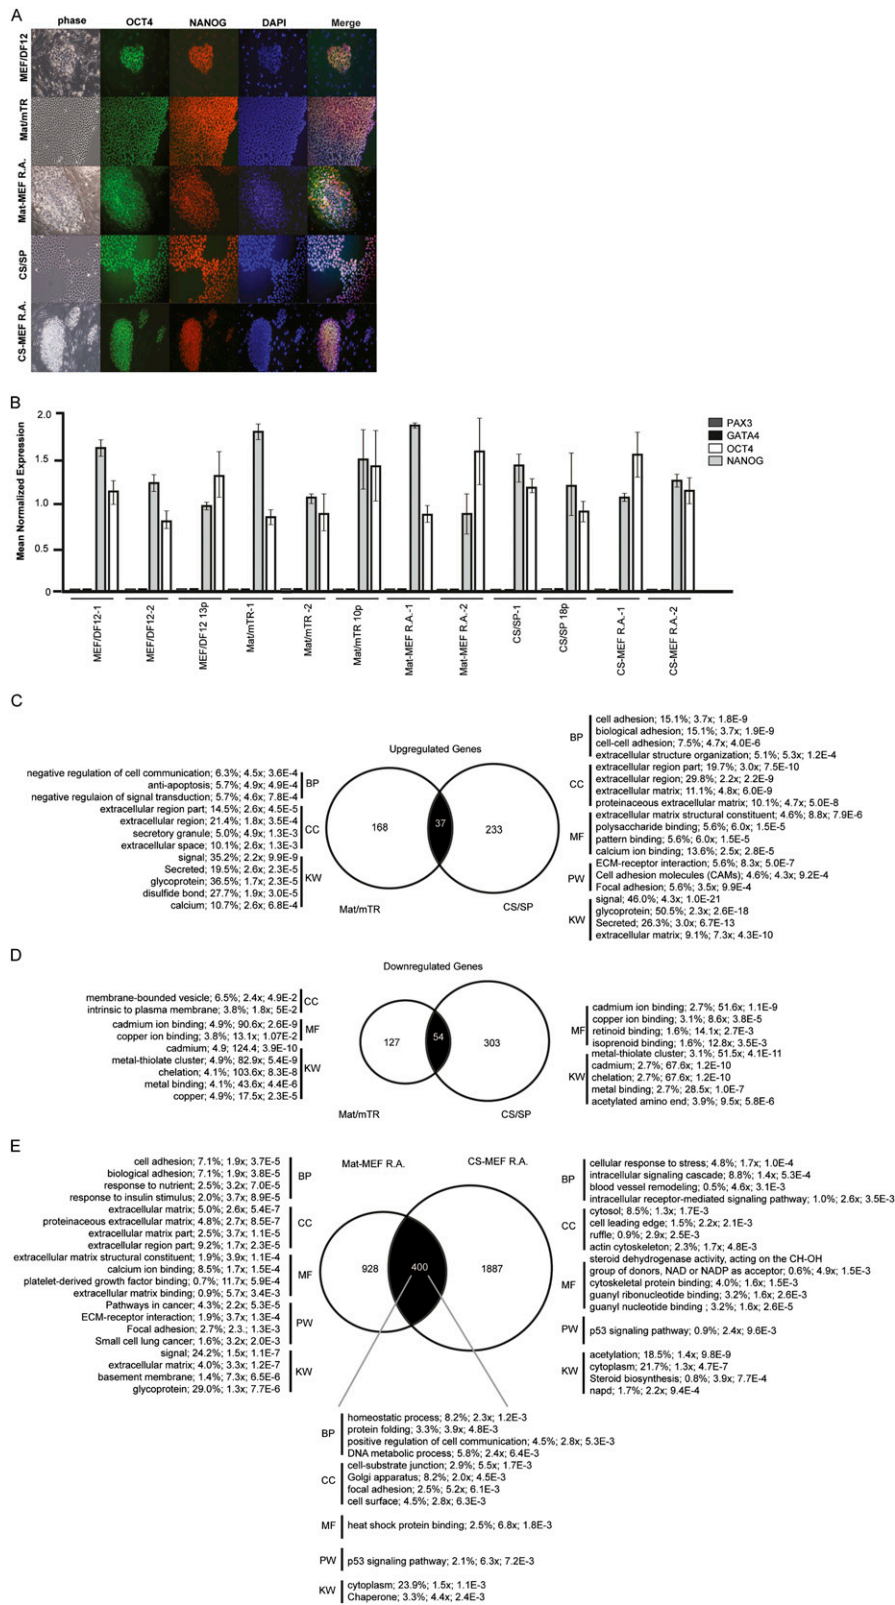 A
phase OCT4 NANOG DAPI Merge
MEF/DF12
Mat/mTR
Mat-MEF R.A.
CS/SP
CS-MEF R.A.
B
Mean Normalized Expression
2.0
1.5
1.0
0.5
0
PAX3
GATA4
OCT4
NANOG
MEF/DF12-1
MEF/DF12-2
MEF/DF12 13p
Mat/mTR-1
Mat/mTR -2
Mat/mTR 10p
Mat-MEF R.A.-1
Mat-MEF R.A.-2
CS/SP-1
CS/SP 18p
CS-MEF R.A.-1
CS-MEF R.A.-2
C
Upregulated Genes
negative regulation of cell communication; 6.3%; 4.5x; 3.6E-4
anti-apoptosis; 5.7%; 4.9x; 4.9E-4
negative regulaion of signal transduction; 5.7%; 4.6x; 7.8E-4
BP
extracellular region part; 14.5%; 2.6x; 4.5E-5
extracellular region; 21.4%; 1.8x; 3.5E-4
secretory granule; 5.0%; 4.9x; 1.3E-3
extracellular space; 10.1%; 2.6x; 1.3E-3
CC
signal; 35.2%; 2.2x; 9.9E-9
Secreted; 19.5%; 2.6x; 2.3E-5
glycoprotein; 36.5%; 1.7x; 2.3E-5
disulfide bond; 27.7%; 1.9x; 3.0E-5
calcium; 10.7%; 2.6x; 6.8E-4
KW
168
37
233
Mat/mTR
CS/SP
BP
cell adhesion; 15.1%; 3.7x; 1.8E-9
biological adhesion; 15.1%; 3.7x; 1.9E-9
cell-cell adhesion; 7.5%; 4.7x; 4.0E-6
extracellular structure organization; 5.1%; 5.3x; 1.2E-4
CC
extracellular region part; 19.7%; 3.0x; 7.5E-10
extracellular region; 29.8%; 2.2x; 2.2E-9
extracellular matrix; 11.1%; 4.8x; 6.0E-9
proteinaceous extracellular matrix; 10.1%; 4.7x; 5.0E-8
MF
extracellular matrix structural constituent; 4.6%; 8.8x; 7.9E-6
polysaccharide binding; 5.6%; 6.0x; 1.5E-5
pattern binding; 5.6%; 6.0x; 1.5E-5
calcium ion binding; 13.6%; 2.5x; 2.8E-5
PW
ECM-receptor interaction; 5.6%; 8.3x; 5.0E-7
Cell adhesion molecules (CAMs); 4.6%; 4.3x; 9.2E-4
Focal adhesion; 5.6%; 3.5x; 9.9E-4
KW
signal; 46.0%; 4.3x; 1.0E-21
glycoprotein; 50.5%; 2.3x; 2.6E-18
Secreted; 26.3%; 3.0x; 6.7E-13
extracellular matrix; 9.1%; 7.3x; 4.3E-10
D
Downregulated Genes
membrane-bounded vesicle; 6.5%; 2.4x; 4.9E-2
intrinsic to plasma membrane; 3.8%; 1.8x; 5E-2
CC
cadmium ion binding; 4.9%; 90.6x; 2.6E-9
copper ion binding; 3.8%; 13.1x; 1.07E-2
MF
cadmium; 4.9; 124.4; 3.9E-10
metal-thiolate cluster; 4.9%; 82.9x; 5.4E-9
chelation; 4.1%; 103.6x; 8.3E-8
metal binding; 4.1%; 43.6x; 4.4E-6
copper; 4.9%; 17.5x; 2.3E-5
KW
127
54
303
Mat/mTR
CS/SP
MF
cadmium ion binding; 2.7%; 51.6x; 1.1E-9
copper ion binding; 3.1%; 8.6x; 3.8E-5
retinoid binding; 1.6%; 14.1x; 2.7E-3
isoprenoid binding; 1.6%; 12.8x; 3.5E-3
KW
metal-thiolate cluster; 3.1%; 51.5x; 4.1E-11
cadmium; 2.7%; 67.6x; 1.2E-10
chelation; 2.7%; 67.6x; 1.2E-10
metal binding; 2.7%; 28.5x; 1.0E-7
acetylated amino end; 3.9%; 9.5x; 5.8E-6
E
Mat-MEF R.A.
CS-MEF R.A.
cell adhesion; 7.1%; 1.9x; 3.7E-5
biological adhesion; 7.1%; 1.9x; 3.8E-5
response to nutrient; 2.5%; 3.2x; 7.0E-5
response to insulin stimulus; 2.0%; 3.7x; 8.9E-5
BP
extracellular matrix; 5.0%; 2.6x; 5.4E-7
proteinaceous extracellular matrix; 4.8%; 2.7x; 8.5E-7
extracellular matrix part; 2.5%; 3.7x; 1.1E-5
extracellular region part; 9.2%; 1.7x; 2.3E-5
CC
extracellular matrix structural constituent; 1.9%; 3.9x; 1.1E-4
calcium ion binding; 8.5%; 1.7x; 1.5E-4
platelet-derived growth factor binding; 0.7%; 11.7x; 5.9E-4
extracellular matrix binding; 0.9%; 5.7x; 3.4E-3
MF
Pathways in cancer; 4.3%; 2.2x; 5.3E-5
ECM-receptor interaction; 1.9%; 3.7x; 1.3E-4
Focal adhesion; 2.7%; 2.3; 1.3E-3
Small cell lung cancer; 1.6%; 3.2x; 2.0E-3
PW
signal; 24.2%; 1.5x; 1.1E-7
extracellular matrix; 4.0%; 3.3x; 1.2E-7
basement membrane; 1.4%; 7.3x; 6.5E-6
glycoprotein; 29.0%; 1.3x; 7.7E-6
KW
928
400
1887
BP
cellular response to stress; 4.8%; 1.7x; 1.0E-4
intracellular signaling cascade; 8.8%; 1.4x; 5.3E-4
blood vessel remodeling; 0.5%; 4.6x; 3.1E-3
intracellular receptor-mediated signaling pathway; 1.0%; 2.6x; 3.5E-3
CC
cytosol; 8.5%; 1.3x; 1.7E-3
cell leading edge; 1.5%; 2.2x; 2.1E-3
ruffle; 0.9%; 2.9x; 2.5E-3
actin cytoskeleton; 2.3%; 1.7x; 4.8E-3
MF
steroid dehydrogenase activity, acting on the CH-OH
group of donors, NAD or NADP as acceptor; 0.6%; 4.9x; 1.5E-3
cytoskeletal protein binding; 4.0%; 1.6x; 1.5E-3
guanyl ribonucleotide binding; 3.2%; 1.6x; 2.6E-3
guanyl nucleotide binding ; 3.2%; 1.6x; 2.6E-5
PW
p53 signaling pathway; 0.9%; 2.4x; 9.6E-3
KW
acetylation; 18.5%; 1.4x; 9.8E-9
cytoplasm; 21.7%; 1.3x; 4.7E-7
Steroid biosynthesis; 0.8%; 3.9x; 7.7E-4
napd; 1.7%; 2.2x; 9.4E-4
BP
homeostatic process; 8.2%; 2.3x; 1.2E-3
protein folding; 3.3%; 3.9x; 4.8E-3
positive regulation of cell communication; 4.5%; 2.8x; 5.3E-3
DNA metabolic process; 5.8%; 2.4x; 6.4E-3
CC
cell-substrate junction; 2.9%; 5.5x; 1.7E-3
Golgi apparatus; 8.2%; 2.0x; 4.5E-3
focal adhesion; 2.5%; 5.2x; 6.1E-3
cell surface; 4.5%; 2.8x; 6.3E-3
MF
heat shock protein binding; 2.5%; 6.8x; 1.8E-3
PW
p53 signaling pathway; 2.1%; 6.3x; 7.2E-3
KW
cytoplasm; 23.9%; 1.5x; 1.1E-3
Chaperone; 3.3%; 4.4x; 2.4E-3